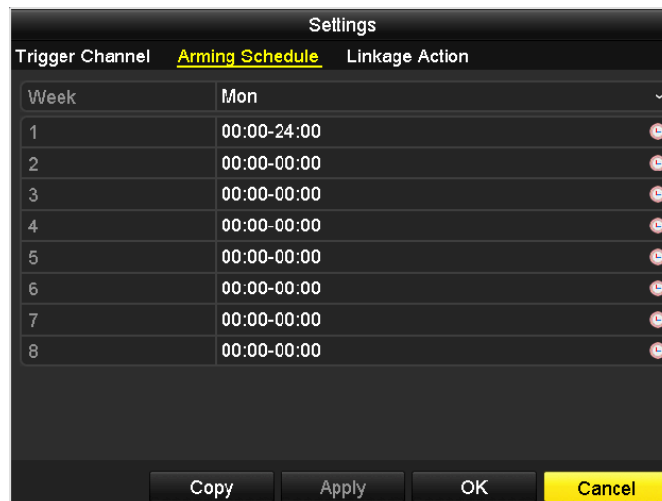 Settings
Trigger Channel Arming Schedule Linkage Action
Week Mon
1 00:00-24:00
2 00:00-00:00
3 00:00-00:00
4 00:00-00:00
5 00:00-00:00
6 00:00-00:00
7 00:00-00:00
8 00:00-00:00
Copy Apply OK Cancel